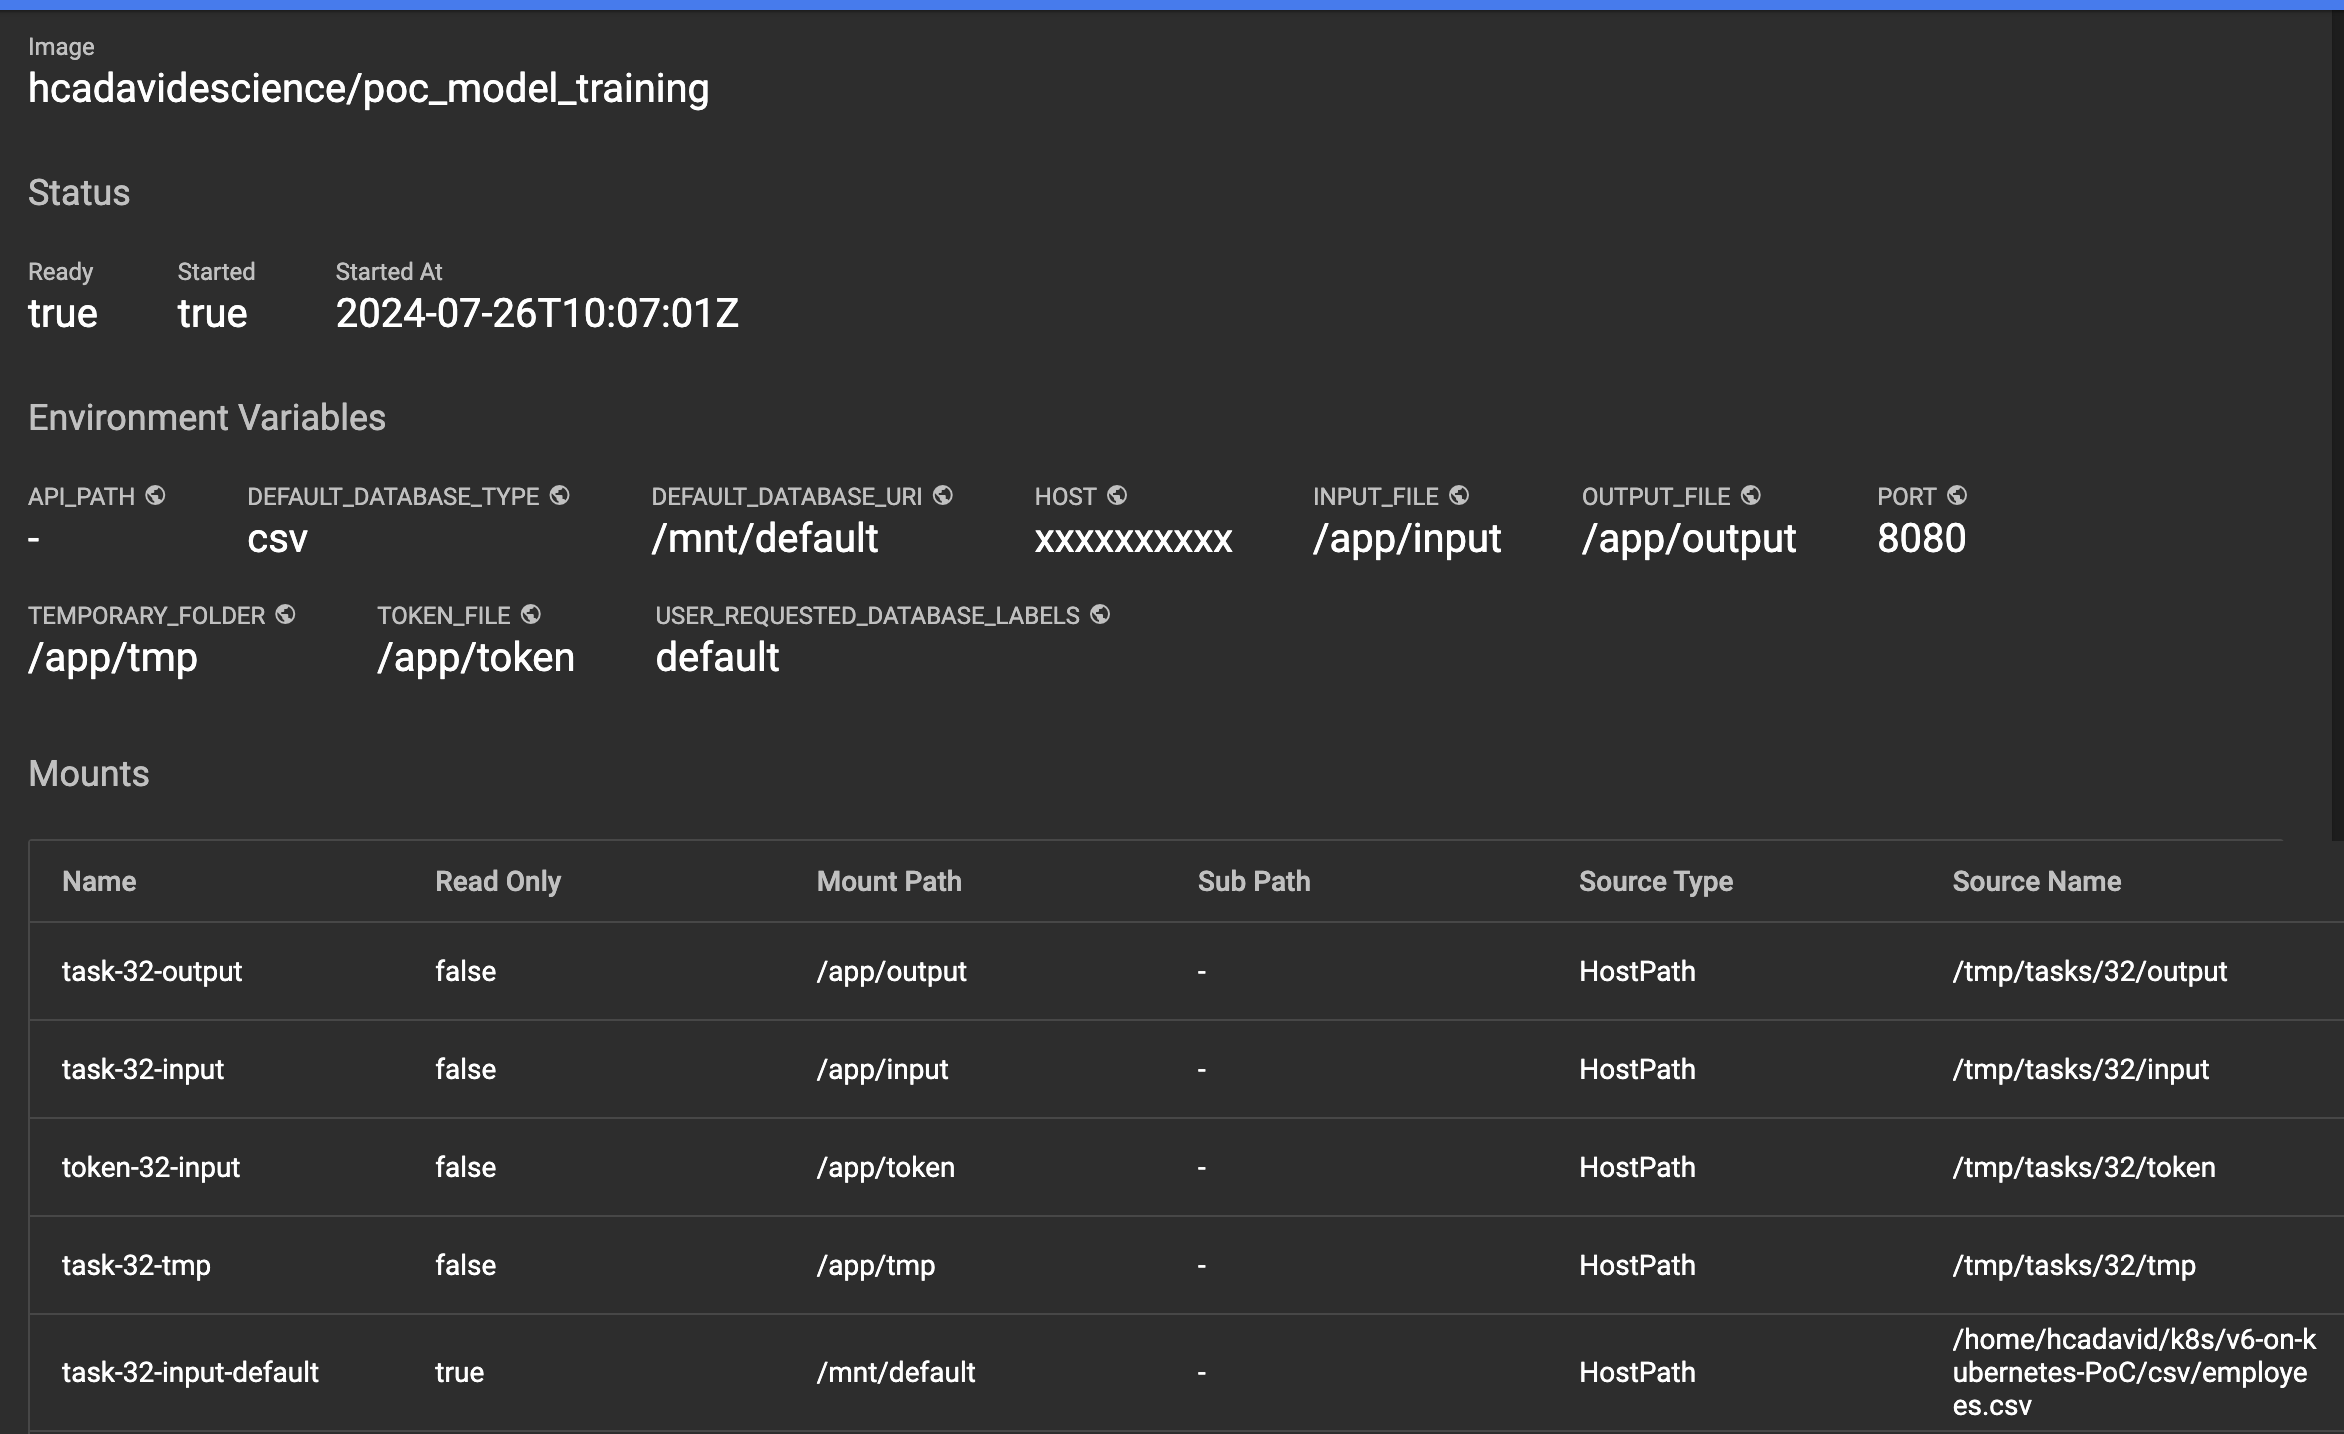 Image
hcadavidescience/poc_model_training
Status
Ready Started Started At
true true 2024-07-26T10:07:01Z
Environment Variables
API_PATH DEFAULT_DATABASE_TYPE DEFAULT_DATABASE_URI HOST INPUT_FILE OUTPUT_FILE PORT
- csv /mnt/default xxxxxxxxxx /app/input /app/output 8080
TEMPORARY_FOLDER TOKEN_FILE USER_REQUESTED_DATABASE_LABELS
/app/tmp /app/token default
Mounts
Name Read Only Mount Path Sub Path Source Type Source Name
task-32-output false /app/output - HostPath /tmp/tasks/32/output
task-32-input false /app/input - HostPath /tmp/tasks/32/input
token-32-input false /app/token - HostPath /tmp/tasks/32/token
task-32-tmp false /app/tmp - HostPath /tmp/tasks/32/tmp
task-32-input-default true /mnt/default - HostPath /home/hcadavid/k8s/v6-on-k
ubernetes-PoC/csv/employe
es.csv